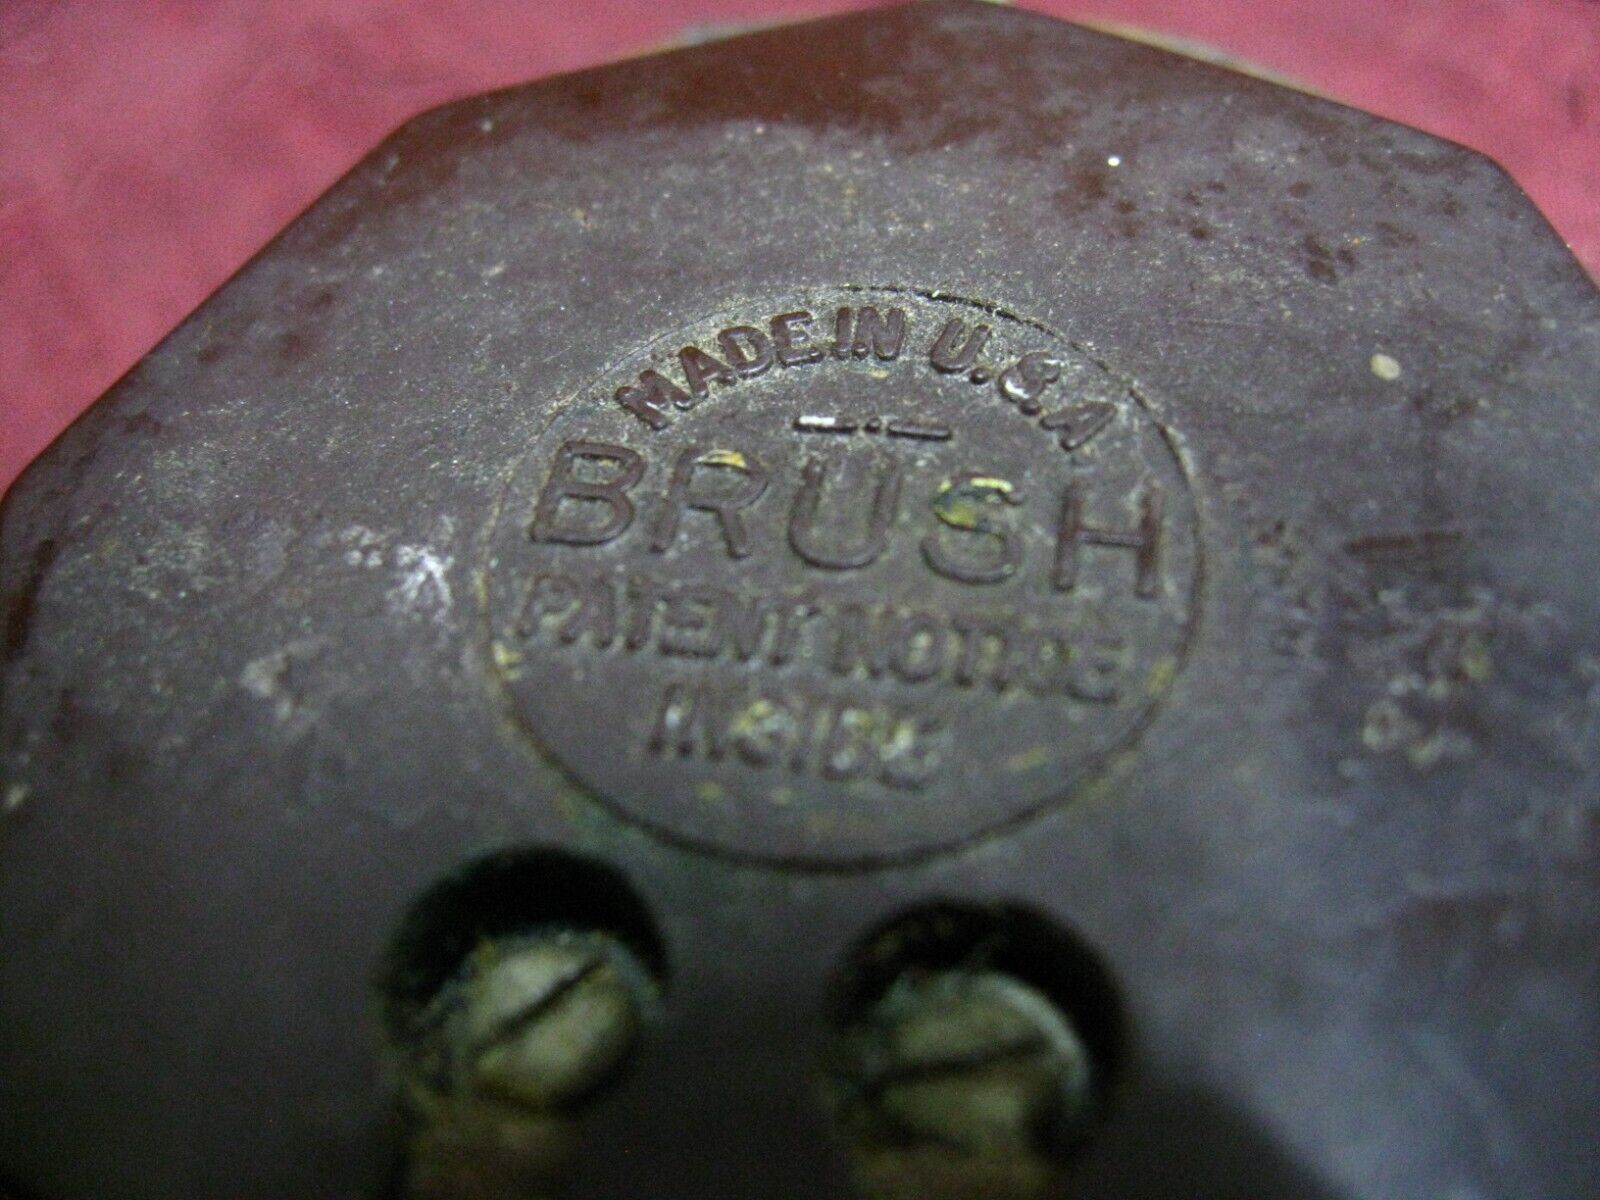 MADE IN U.S.A
BRUSH
PATENT NOTICE
INSIDE